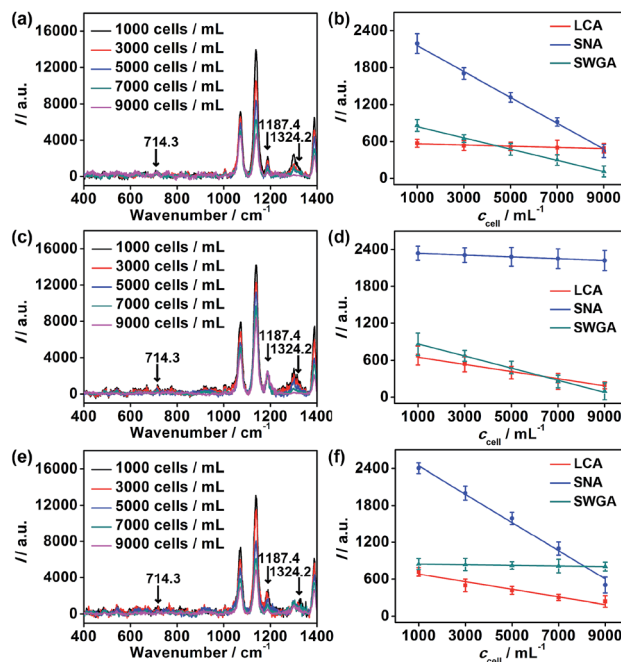 (a)
16000
12000
8000
4000
0
I / a.u.
1000 cells / mL
3000 cells / mL
5000 cells / mL
7000 cells / mL
9000 cells / mL
714.3
1187.4
1324.2
400 600 800 1000 1200 1400
Wavenumber / cm-1
(b)
2400
1800
1200
600
0
I / a.u.
LCA
SNA
SWGA
1000 3000 5000 7000 9000
ccell / mL-1
(c)
16000
12000
8000
4000
0
I / a.u.
1000 cells / mL
3000 cells / mL
5000 cells / mL
7000 cells / mL
9000 cells / mL
714.3
1187.4
1324.2
400 600 800 1000 1200 1400
Wavenumber / cm-1
(d)
2400
1800
1200
600
0
I / a.u.
LCA
SNA
SWGA
1000 3000 5000 7000 9000
ccell / mL-1
(e)
16000
12000
8000
4000
0
I / a.u.
1000 cells / mL
3000 cells / mL
5000 cells / mL
7000 cells / mL
9000 cells / mL
714.3
1187.4
1324.2
400 600 800 1000 1200 1400
Wavenumber / cm-1
(f)
2400
1800
1200
600
0
I / a.u.
LCA
SNA
SWGA
1000 3000 5000 7000 9000
ccell / mL-1